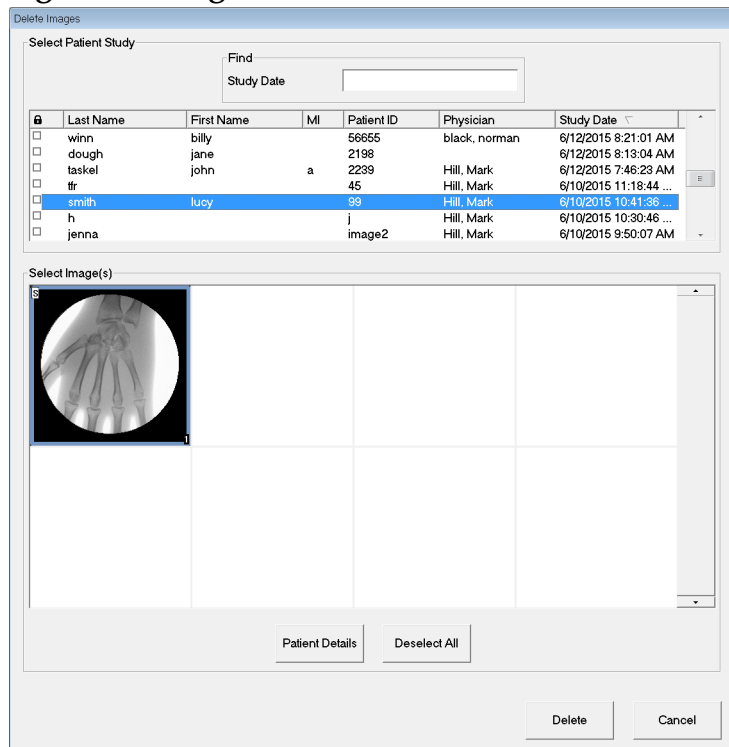 Delete Images
Select Patient Study
Find
Study Date
Last Name First Name MI Patient ID Physician Study Date
winn billy 56655 black, norman 6/12/2015 8:21:01 AM
dough jane 2198 6/12/2015 8:13:04 AM
taskel john a 2239 Hill, Mark 6/12/2015 7:46:23 AM
tfr 45 Hill, Mark 6/10/2015 11:18:44 ...
smith lucy 99 Hill, Mark 6/10/2015 10:41:36 ...
h j Hill, Mark 6/10/2015 10:30:46 ...
jenna image2 Hill, Mark 6/10/2015 9:50:07 AM
Select Image(s)
S
1
Patient Details Deselect All
Delete Cancel